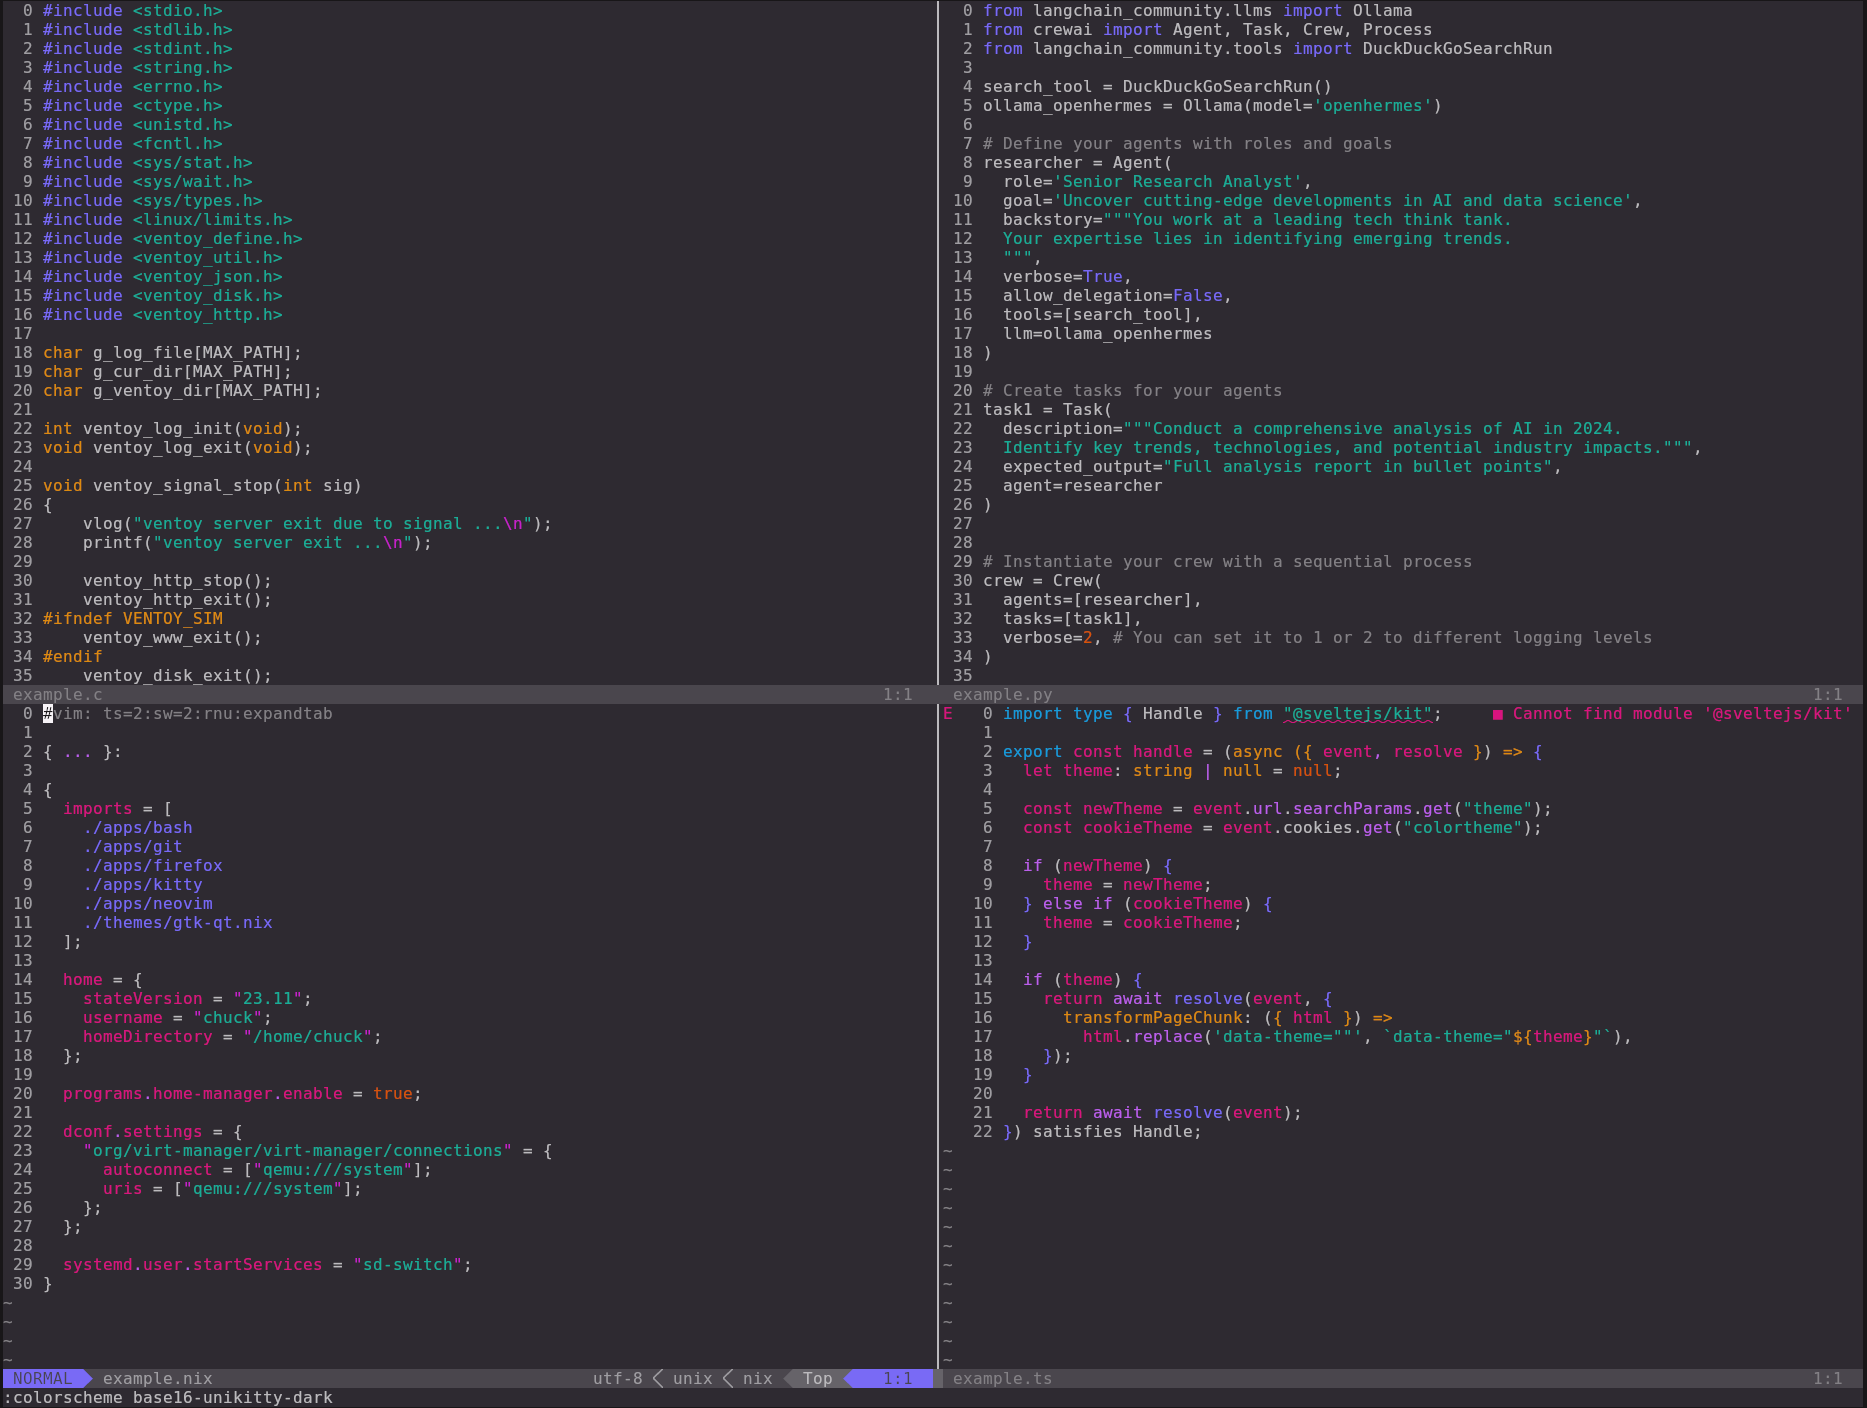 0 #include <stdio.h>
1 #include <stdlib.h>
2 #include <stdint.h>
3 #include <string.h>
4 #include <errno.h>
5 #include <ctype.h>
6 #include <unistd.h>
7 #include <fcntl.h>
8 #include <sys/stat.h>
9 #include <sys/wait.h>
10 #include <sys/types.h>
11 #include <linux/limits.h>
12 #include <ventoy_define.h>
13 #include <ventoy_util.h>
14 #include <ventoy_json.h>
15 #include <ventoy_disk.h>
16 #include <ventoy_http.h>
17
18 char g_log_file[MAX_PATH];
19 char g_cur_dir[MAX_PATH];
20 char g_ventoy_dir[MAX_PATH];
21
22 int ventoy_log_init(void);
23 void ventoy_log_exit(void);
24
25 void ventoy_signal_stop(int sig)
26 {
27     vlog("ventoy server exit due to signal ...\n");
28     printf("ventoy server exit ...\n");
29
30     ventoy_http_stop();
31     ventoy_http_exit();
32 #ifndef VENTOY_SIM
33     ventoy_www_exit();
34 #endif
35     ventoy_disk_exit();
example.c 1:1
0 from langchain_community.llms import Ollama
1 from crewai import Agent, Task, Crew, Process
2 from langchain_community.tools import DuckDuckGoSearchRun
3
4 search_tool = DuckDuckGoSearchRun()
5 ollama_openhermes = Ollama(model='openhermes')
6
7 # Define your agents with roles and goals
8 researcher = Agent(
9   role='Senior Research Analyst',
10   goal='Uncover cutting-edge developments in AI and data science',
11   backstory="""You work at a leading tech think tank.
12   Your expertise lies in identifying emerging trends.
13   """,
14   verbose=True,
15   allow_delegation=False,
16   tools=[search_tool],
17   llm=ollama_openhermes
18 )
19
20 # Create tasks for your agents
21 task1 = Task(
22   description="""Conduct a comprehensive analysis of AI in 2024.
23   Identify key trends, technologies, and potential industry impacts.""",
24   expected_output="Full analysis report in bullet points",
25   agent=researcher
26 )
27
28
29 # Instantiate your crew with a sequential process
30 crew = Crew(
31   agents=[researcher],
32   tasks=[task1],
33   verbose=2, # You can set it to 1 or 2 to different logging levels
34 )
35
example.py 1:1
0 #vim: ts=2:sw=2:rnu:expandtab
1
2 { ... }:
3
4 {
5   imports = [
6     ./apps/bash
7     ./apps/git
8     ./apps/firefox
9     ./apps/kitty
10     ./apps/neovim
11     ./themes/gtk-qt.nix
12   ];
13
14   home = {
15     stateVersion = "23.11";
16     username = "chuck";
17     homeDirectory = "/home/chuck";
18   };
19
20   programs.home-manager.enable = true;
21
22   dconf.settings = {
23     "org/virt-manager/virt-manager/connections" = {
24       autoconnect = ["qemu:///system"];
25       uris = ["qemu:///system"];
26     };
27   };
28
29   systemd.user.startServices = "sd-switch";
30 }
~
~
~
~
NORMAL example.nix utf-8 unix nix Top 1:1
E 0 import type { Handle } from "@sveltejs/kit"; ■ Cannot find module '@sveltejs/kit'
1
2 export const handle = (async ({ event, resolve }) => {
3   let theme: string | null = null;
4
5   const newTheme = event.url.searchParams.get("theme");
6   const cookieTheme = event.cookies.get("colortheme");
7
8   if (newTheme) {
9     theme = newTheme;
10   } else if (cookieTheme) {
11     theme = cookieTheme;
12   }
13
14   if (theme) {
15     return await resolve(event, {
16       transformPageChunk: ({ html }) =>
17         html.replace('data-theme=""', `data-theme="${theme}"`),
18     });
19   }
20
21   return await resolve(event);
22 }) satisfies Handle;
~
~
~
~
~
~
~
~
~
~
~
~
example.ts 1:1
:colorscheme base16-unikitty-dark